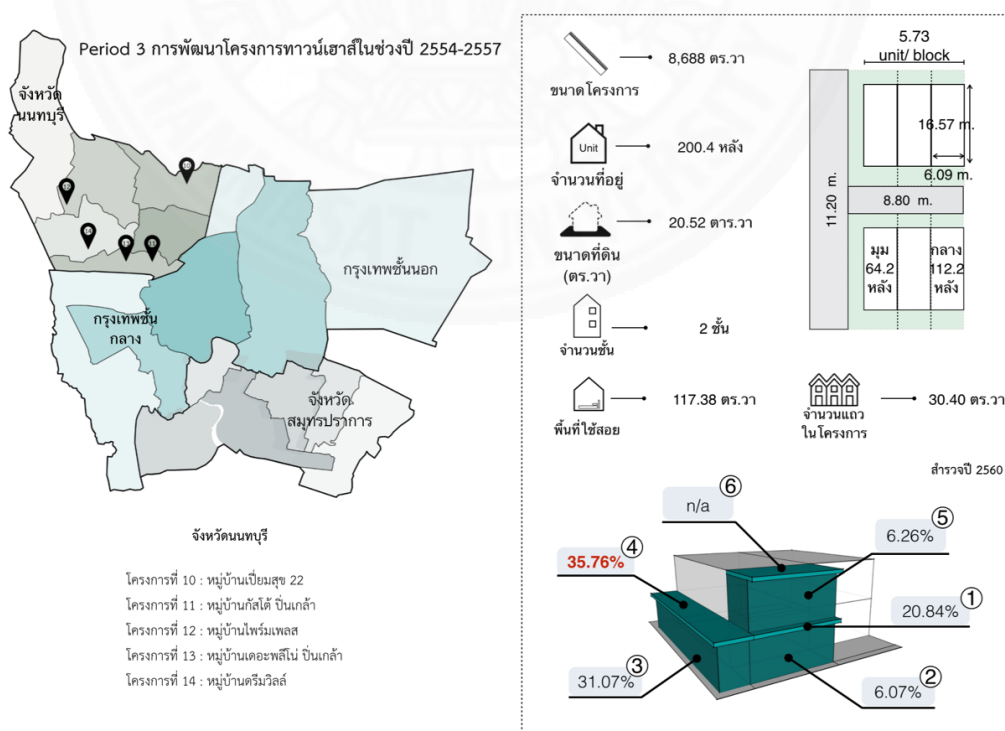 Period 3 การพัฒนาโครงการทาวน์เฮาส์ในช่วงปี 2554-2557
จังหวัด
นนทบุรี
10
12
14
13
11
กรุงเทพชั้นนอก
กรุงเทพชั้น
กลาง
จังหวัด
สมุทรปราการ
จังหวัดนนทบุรี
โครงการที่ 10 : หมู่บ้านเปี่ยมสุข 22
โครงการที่ 11 : หมู่บ้านกัสโต้ ปิ่นเกล้า
โครงการที่ 12 : หมู่บ้านไพร์มเพลส
โครงการที่ 13 : หมู่บ้านเดอะพลีโน่ ปิ่นเกล้า
โครงการที่ 14 : หมู่บ้านดรีมวิลล์
8,688 ตร.วา
ขนาดโครงการ
Unit
200.4 หลัง
จำนวนที่อยู่
20.52 ตาร.วา
ขนาดที่ดิน
(ตร.วา)
2 ชั้น
จำนวนชั้น
117.38 ตร.วา
พื้นที่ใช้สอย
5.73
unit/ block
16.57 m.
6.09 m.
11.20 m.
8.80 m.
มุม
64.2
หลัง
กลาง
112.2
หลัง
30.40 ตร.วา
จำนวนแถว
ในโครงการ
สำรวจปี 2560
6
n/a
5
6.26%
4
35.76%
1
20.84%
3
31.07%
2
6.07%